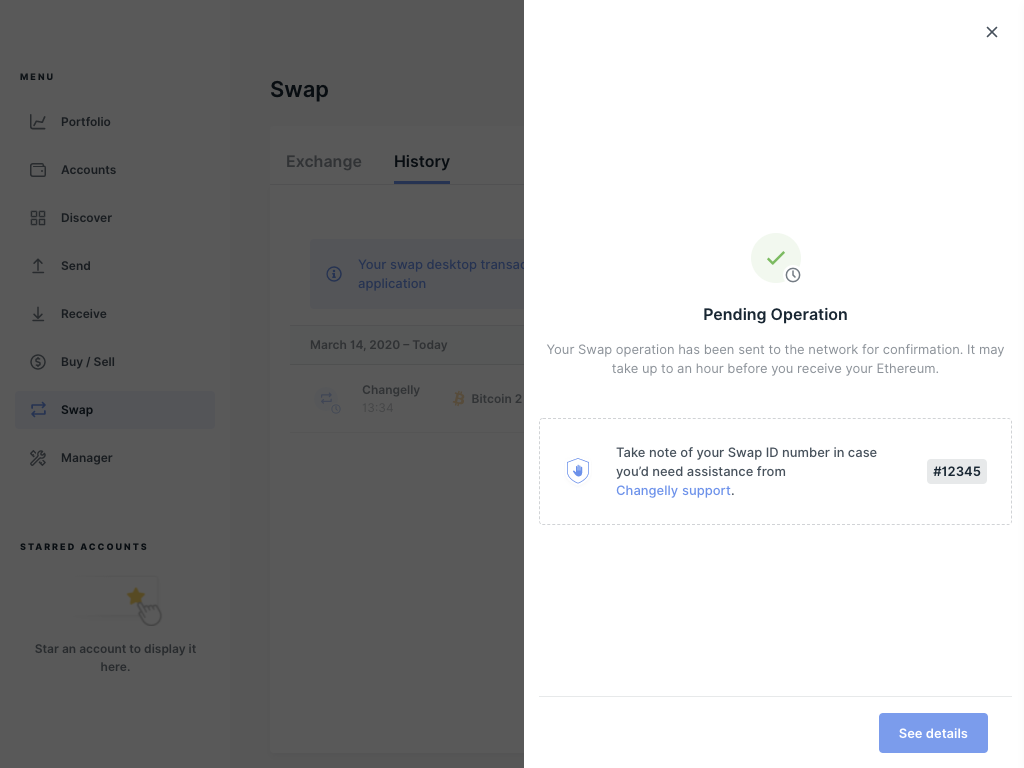 MENU
Portfolio
Accounts
Discover
Send
Receive
Buy / Sell
Swap
Manager
STARRED ACCOUNTS
Star an account to display it
here.
Swap
Exchange History
Your swap desktop transac
application
March 14, 2020 – Today
Changelly
13:34
Bitcoin 2
Pending Operation
Your Swap operation has been sent to the network for confirmation. It may
take up to an hour before you receive your Ethereum.
Take note of your Swap ID number in case
you’d need assistance from
Changelly support.
#12345
See details